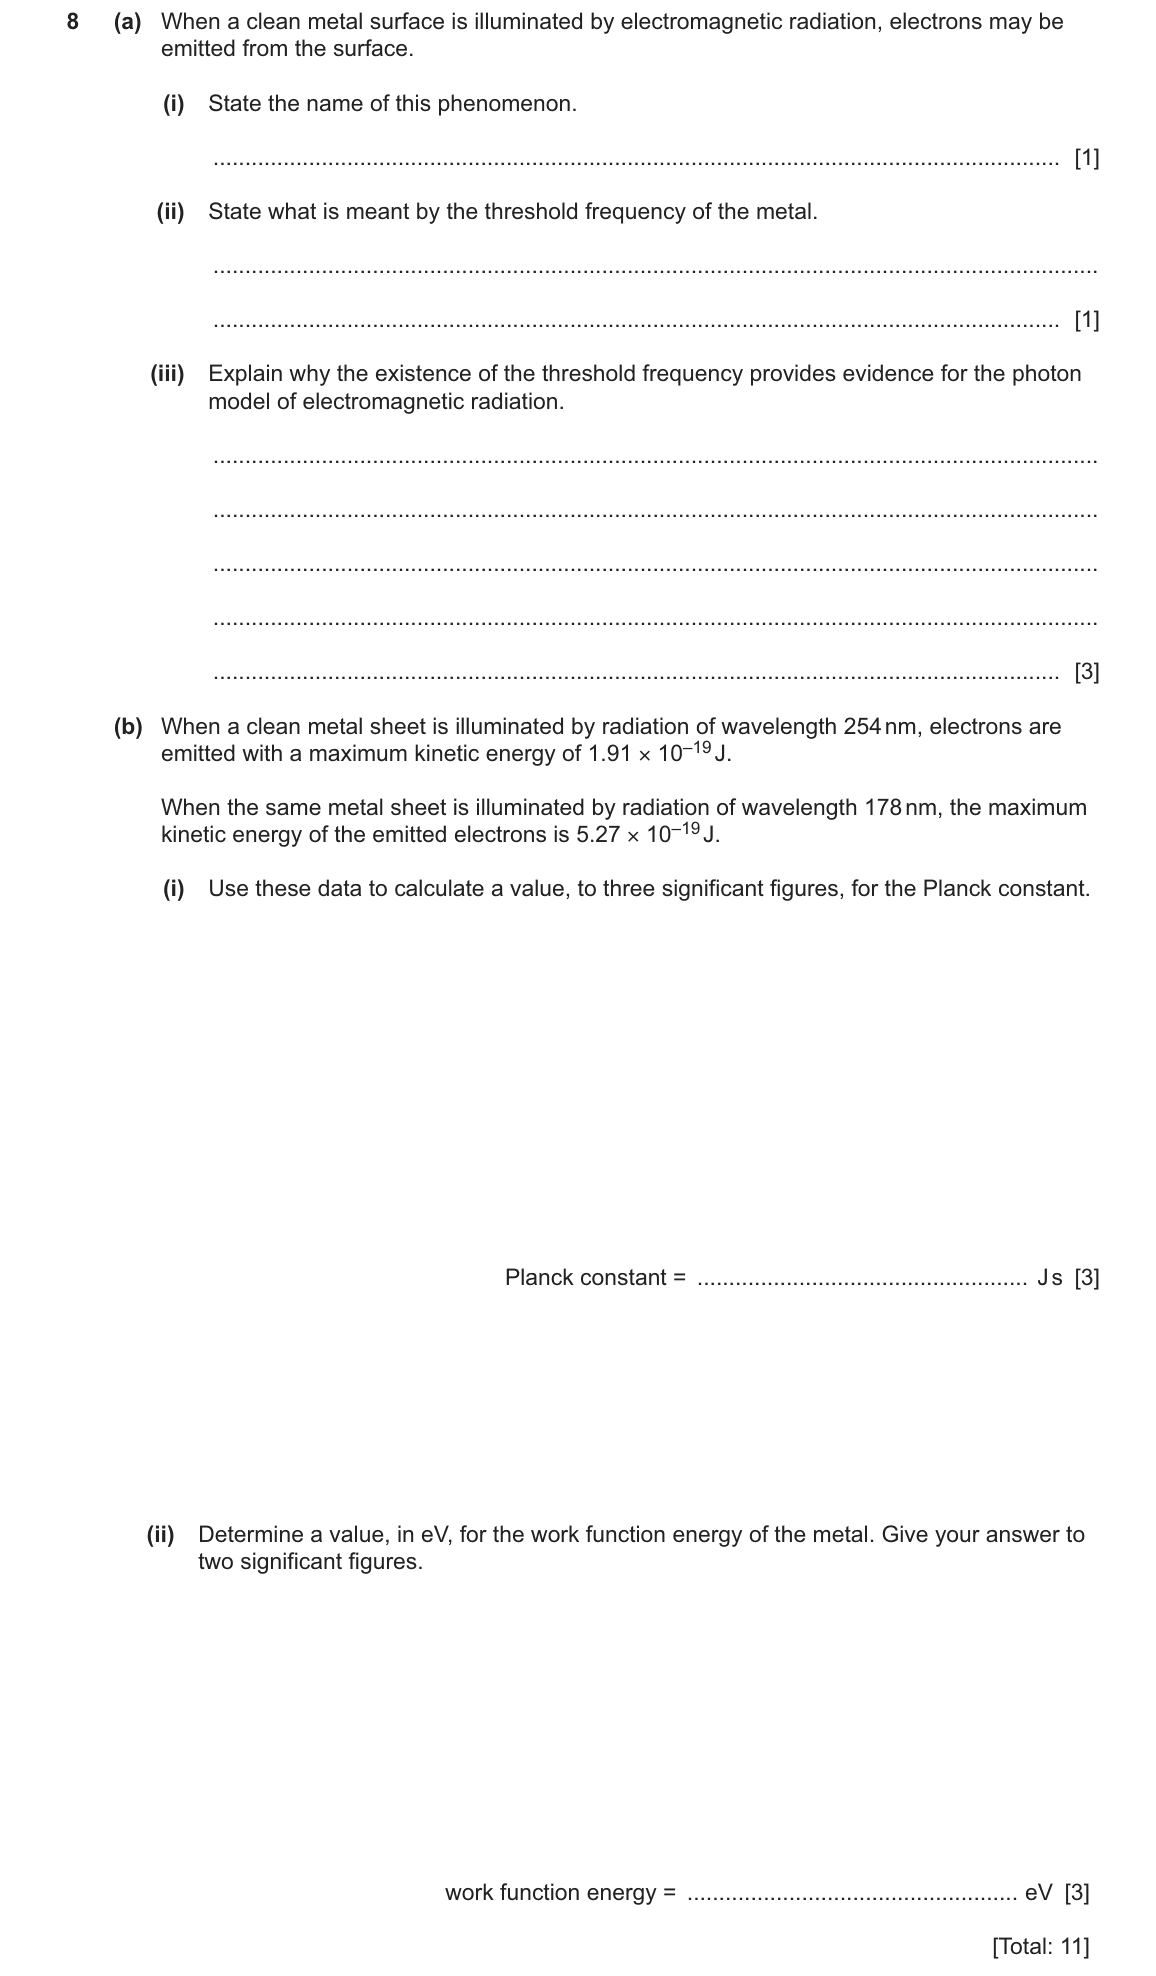 8 (a) When a clean metal surface is illuminated by electromagnetic radiation, electrons may be
emitted from the surface.
(i) State the name of this phenomenon.
.................................................................................................................................... [1]
(ii) State what is meant by the threshold frequency of the metal.
..........................................................................................................................................
.................................................................................................................................... [1]
(iii) Explain why the existence of the threshold frequency provides evidence for the photon
model of electromagnetic radiation.
..........................................................................................................................................
..........................................................................................................................................
..........................................................................................................................................
..........................................................................................................................................
.................................................................................................................................... [3]
(b) When a clean metal sheet is illuminated by radiation of wavelength 254 nm, electrons are
emitted with a maximum kinetic energy of 1.91 × 10⁻¹⁹ J.
When the same metal sheet is illuminated by radiation of wavelength 178 nm, the maximum
kinetic energy of the emitted electrons is 5.27 × 10⁻¹⁹ J.
(i) Use these data to calculate a value, to three significant figures, for the Planck constant.
Planck constant = .................................................... J s [3]
(ii) Determine a value, in eV, for the work function energy of the metal. Give your answer to
two significant figures.
work function energy = .................................................... eV [3]
[Total: 11]